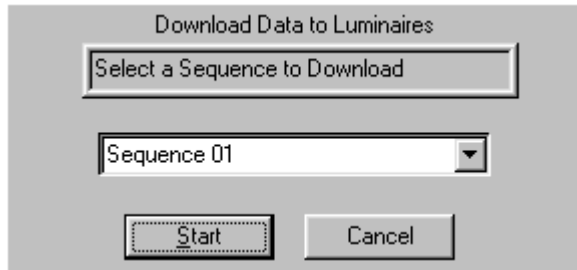 Download Data to Luminaires
Select a Sequence to Download
Sequence 01
Start
Cancel